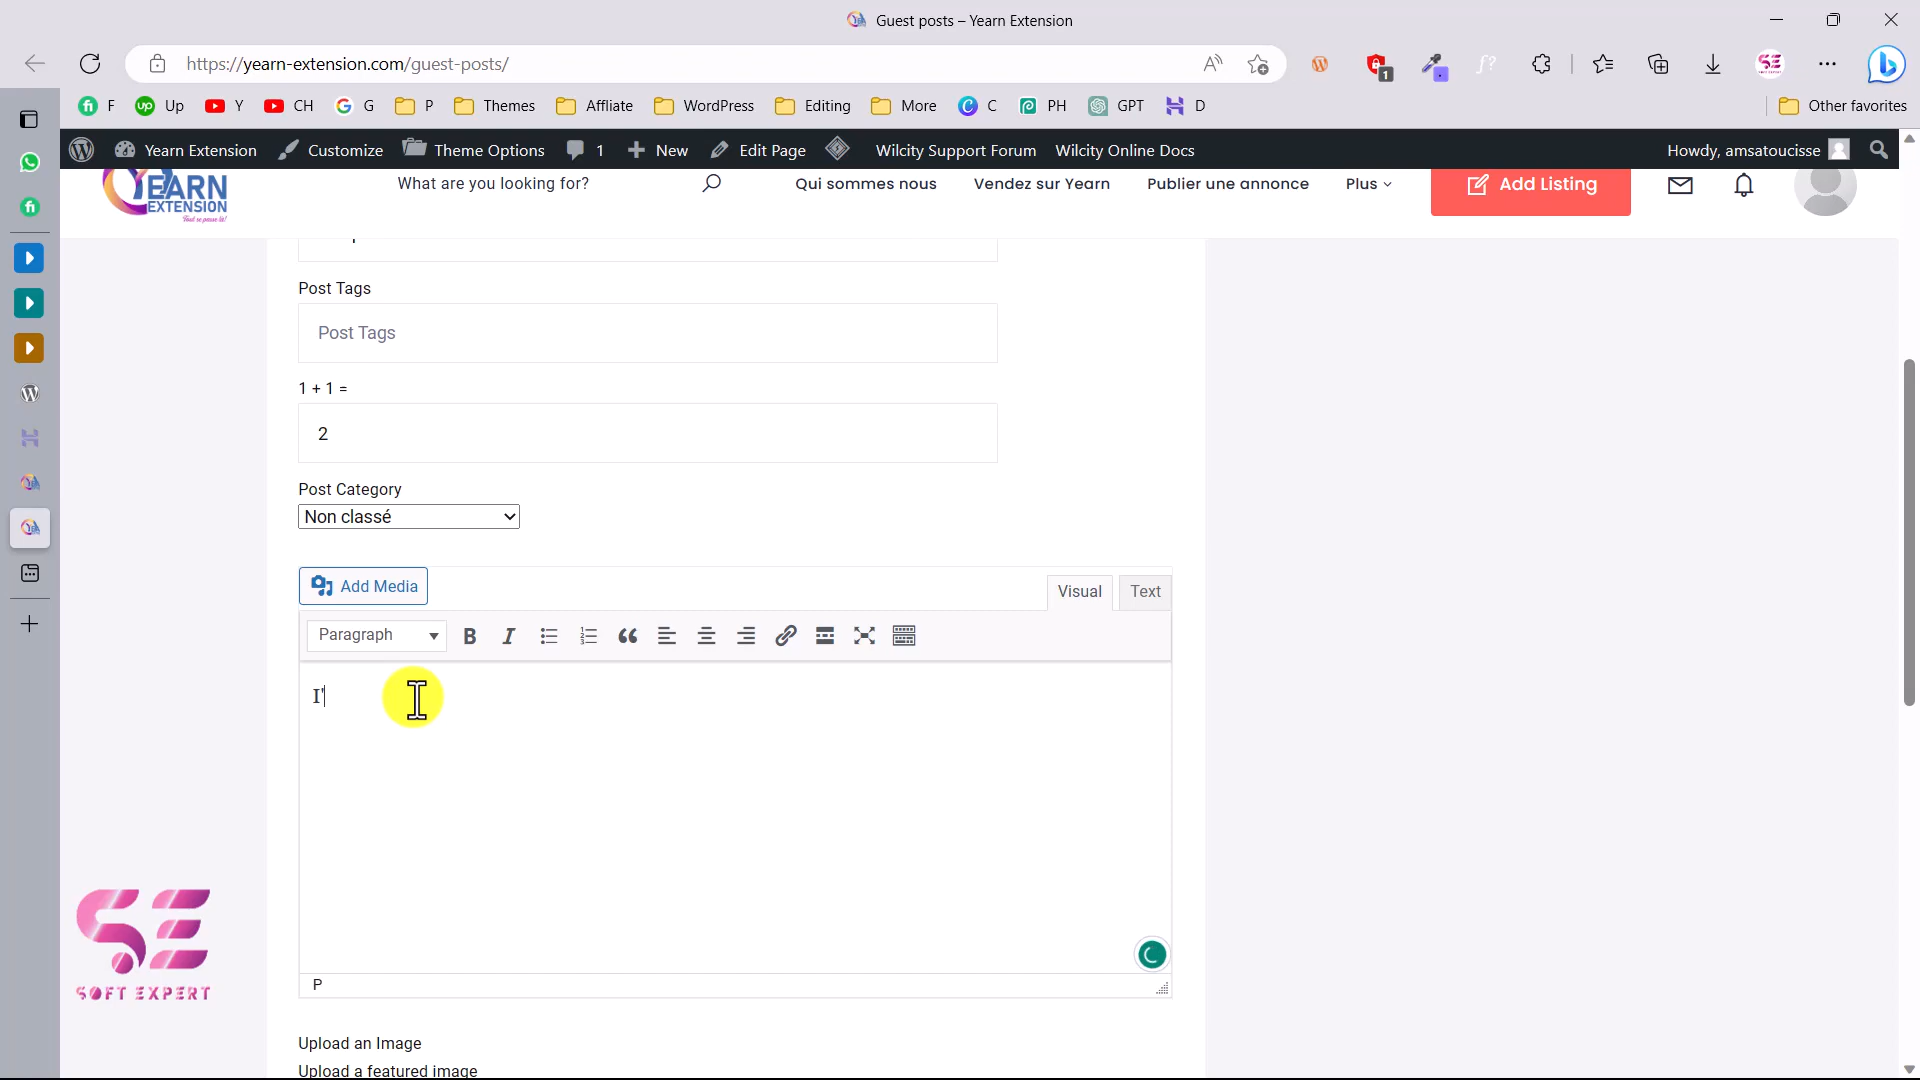 Guest posts – Yearn Extension
https://yearn-extension.com/guest-posts/
1
F
Up
Y
CH
G
P
Themes
Affliate
WordPress
Editing
More
C
PH
GPT
D
Other favorites
Yearn Extension
Customize
Theme Options
1
New
Edit Page
Wilcity Support Forum
Wilcity Online Docs
Howdy, amsatoucisse
YEARN
EXTENSION
What are you looking for?
Qui sommes nous
Vendez sur Yearn
Publier une annonce
Plus
Add Listing
Post Tags
Post Tags
1 + 1 =
2
Post Category
Non classé
Add Media
Visual
Text
Paragraph
I'
P
SE
SOFT EXPERT
Upload an Image
Upload a featured image